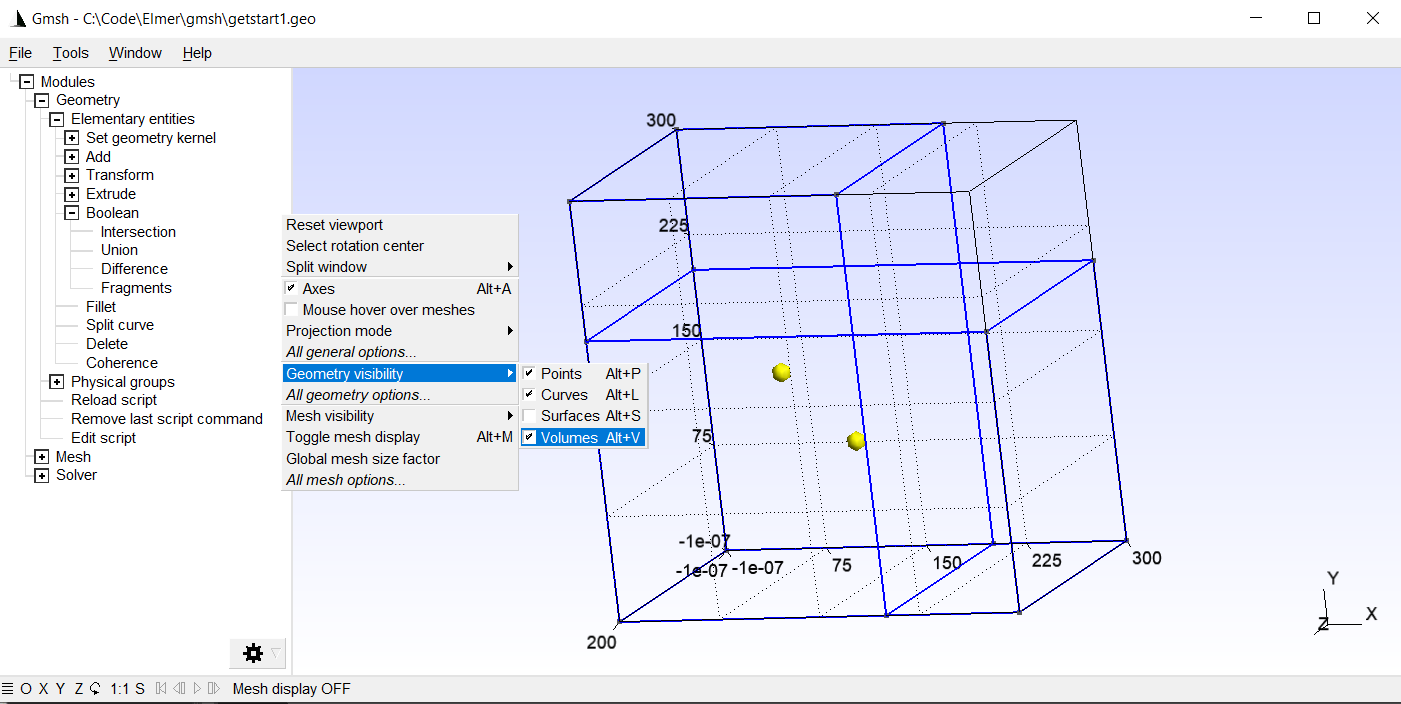 Gmsh - C:\Code\Elmer\gmsh\getstart1.geo
File Tools Window Help
Modules
Geometry
Elementary entities
Set geometry kernel
Add
Transform
Extrude
Boolean
Intersection
Union
Difference
Fragments
Fillet
Split curve
Delete
Coherence
Physical groups
Reload script
Remove last script command
Edit script
Mesh
Solver
Reset viewport
Select rotation center
Split window
Axes Alt+A
Mouse hover over meshes
Projection mode
All general options...
Geometry visibility
All geometry options...
Mesh visibility
Toggle mesh display Alt+M
Global mesh size factor
All mesh options...
Points Alt+P
Curves Alt+L
Surfaces Alt+S
Volumes Alt+V
300
225
150
75
-1e-07
-1e-07 -1e-07 75 150 225 300
200
Y
X
Z
O X Y Z 1:1 S Mesh display OFF